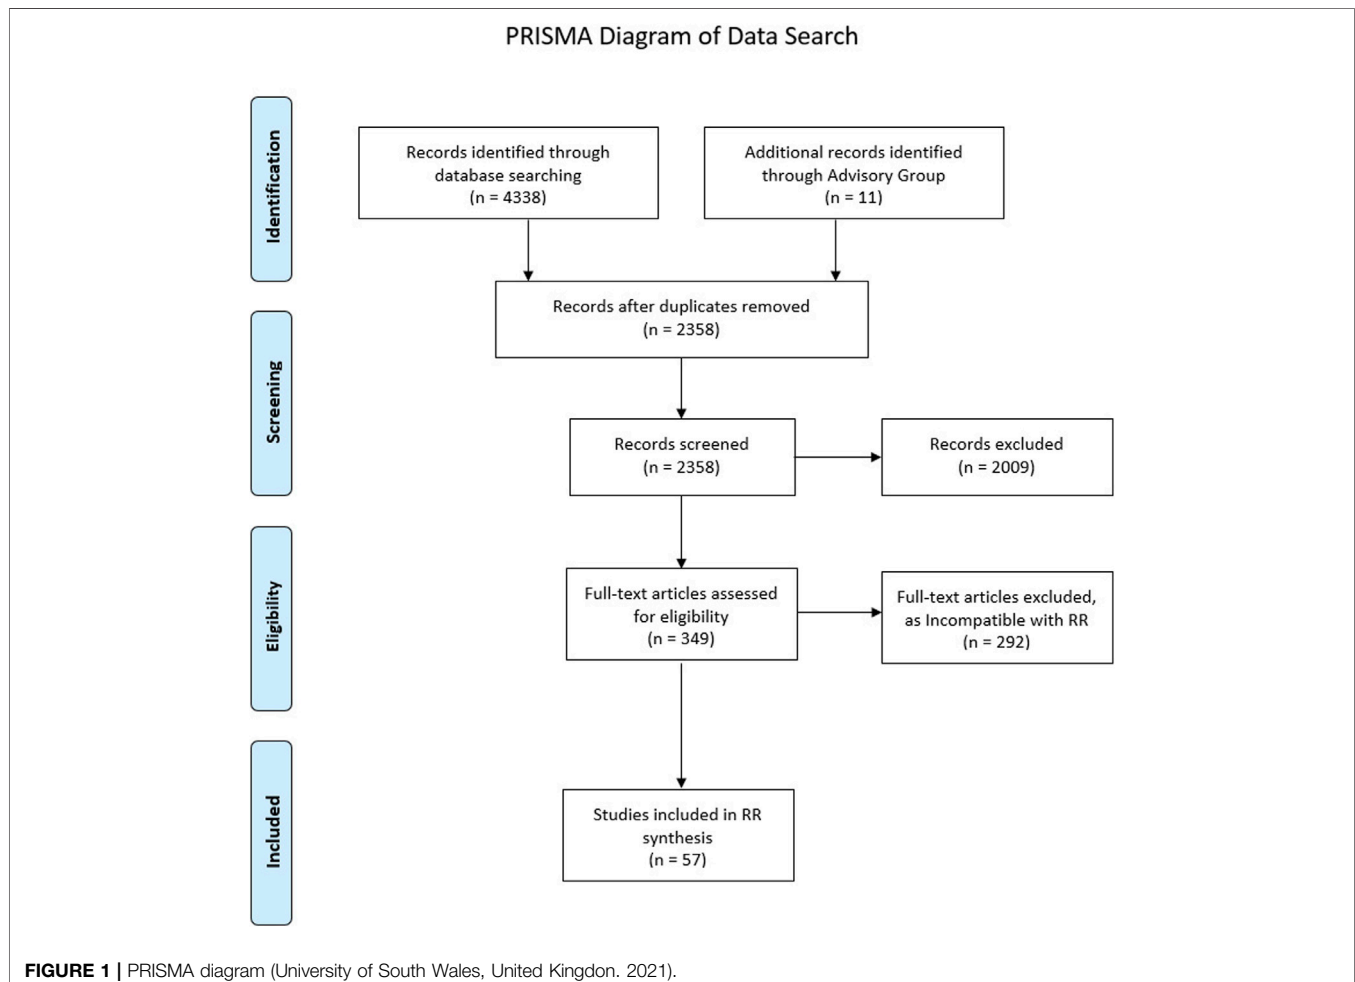 PRISMA Diagram of Data Search
Identification
Records identified through
database searching
(n = 4338)
Additional records identified
through Advisory Group
(n = 11)
Records after duplicates removed
(n = 2358)
Screening
Records screened
(n = 2358)
Records excluded
(n = 2009)
Eligibility
Full-text articles assessed
for eligibility
(n = 349)
Full-text articles excluded,
as Incompatible with RR
(n = 292)
Included
Studies included in RR
synthesis
(n = 57)
FIGURE 1 | PRISMA diagram (University of South Wales, United Kingdon. 2021).